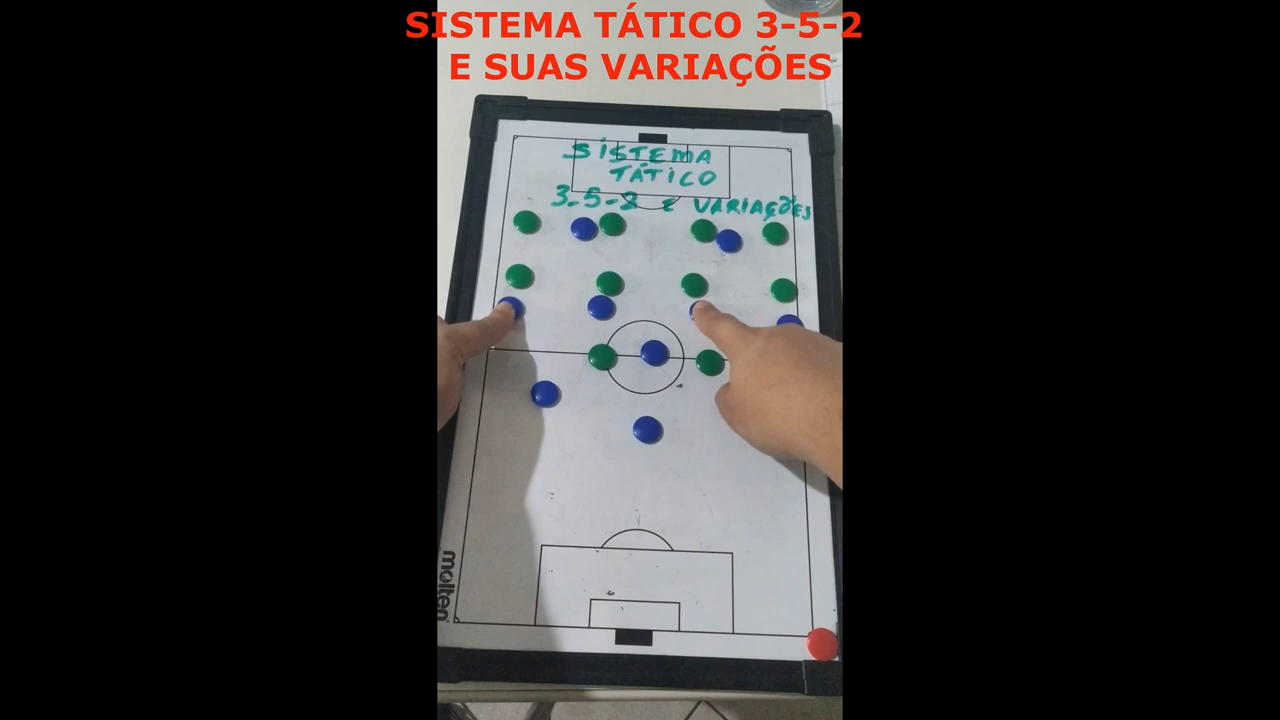 SISTEMA TÁTICO 3-5-2
E SUAS VARIAÇÕES
SISTEMA
TÁTICO
3-5-2 E VARIAÇÕES
molten